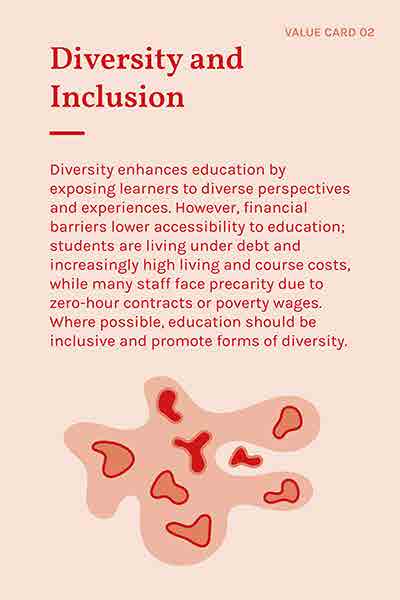 VALUE CARD 02
Diversity and
Inclusion
Diversity enhances education by
exposing learners to diverse perspectives
and experiences. However, financial
barriers lower accessibility to education;
students are living under debt and
increasingly high living and course costs,
while many staff face precarity due to
zero-hour contracts or poverty wages.
Where possible, education should be
inclusive and promote forms of diversity.